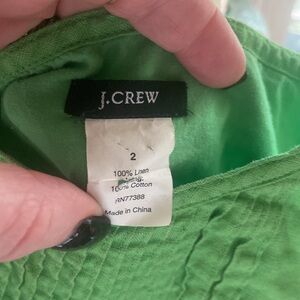 J.CREW
2
100% Linen
100% Cotton
RN77388
Made in China